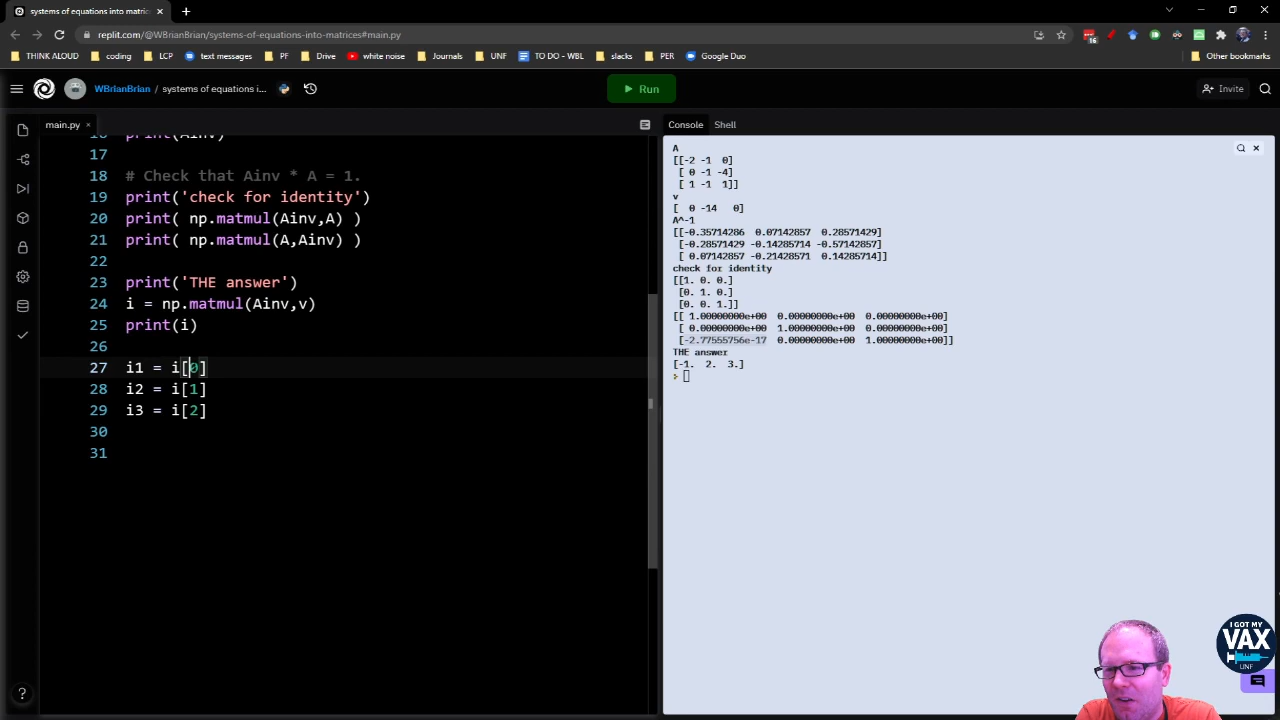 systems of equations into matric
replit.com/@WBrianBrian/systems-of-equations-into-matrices#main.py
16
THINK ALOUD coding LCP text messages PF Drive white noise Journals UNF TO DO - WBL slacks PER Google Duo Other bookmarks
WBrianBrian / systems of equations i... Run Invite
main.py
Console Shell
16 print(Ainv)
17
18 # Check that Ainv * A = 1.
19 print('check for identity')
20 print( np.matmul(Ainv,A) )
21 print( np.matmul(A,Ainv) )
22
23 print('THE answer')
24 i = np.matmul(Ainv,v)
25 print(i)
26
27 i1 = i[0]
28 i2 = i[1]
29 i3 = i[2]
30
31
A
[[-2 -1 0]
[ 0 -1 -4]
[ 1 -1 1]]
v
[ 0 -14 0]
A^-1
[[-0.35714286 0.07142857 0.28571429]
[-0.28571429 -0.14285714 -0.57142857]
[ 0.07142857 -0.21428571 0.14285714]]
check for identity
[[1. 0. 0.]
[0. 1. 0.]
[0. 0. 1.]]
[[ 1.00000000e+00 0.00000000e+00 0.00000000e+00]
[ 0.00000000e+00 1.00000000e+00 0.00000000e+00]
[-2.77555756e-17 0.00000000e+00 1.00000000e+00]]
THE answer
[-1. 2. 3.]
I GOT MY
VAX
UNF